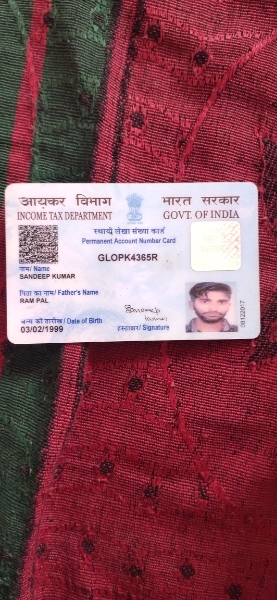 आयकर विभाग
INCOME TAX DEPARTMENT
भारत सरकार
GOVT. OF INDIA
स्थायी लेखा संख्या कार्ड
Permanent Account Number Card
GLOPK4365R
नाम/ Name
SANDEEP KUMAR
पिता का नाम/ Father's Name
RAM PAL
जन्म की तारीख/ Date of Birth
03/02/1999
Sandeep
Kumar
हस्ताक्षर/ Signature
08122017